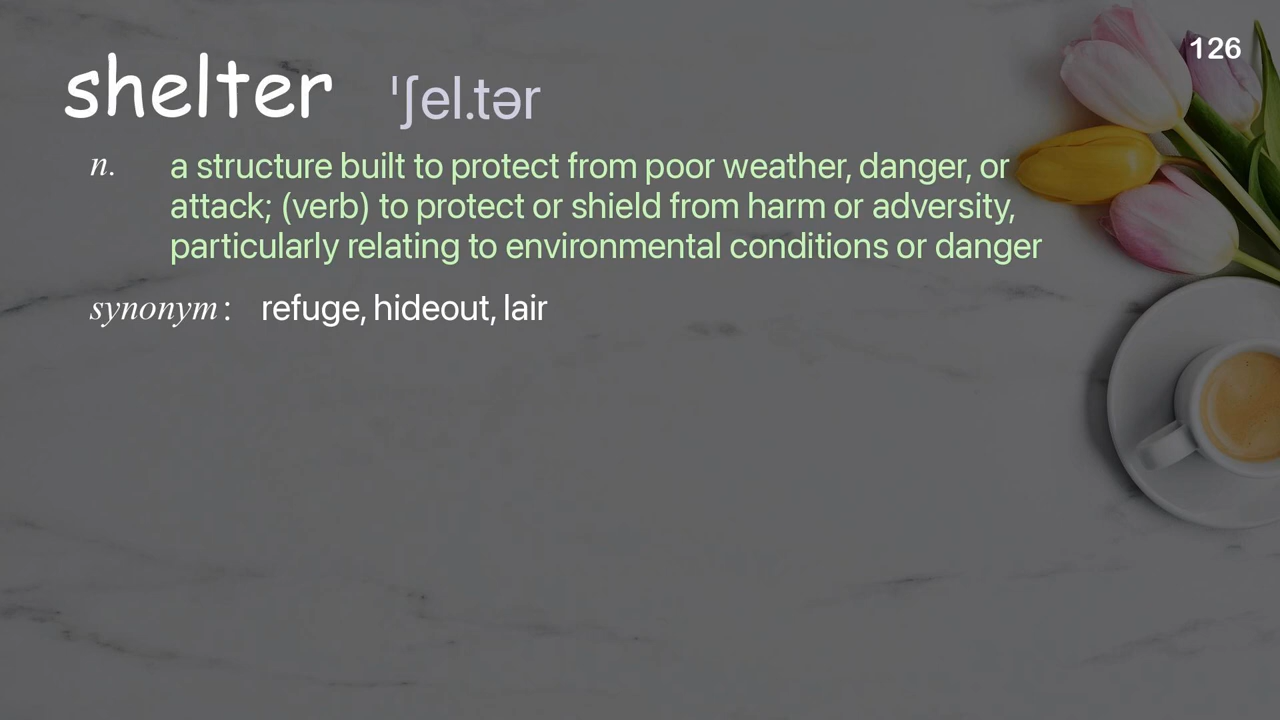 126
shelter ˈʃel.tər
n. a structure built to protect from poor weather, danger, or
attack; (verb) to protect or shield from harm or adversity,
particularly relating to environmental conditions or danger
synonym: refuge, hideout, lair